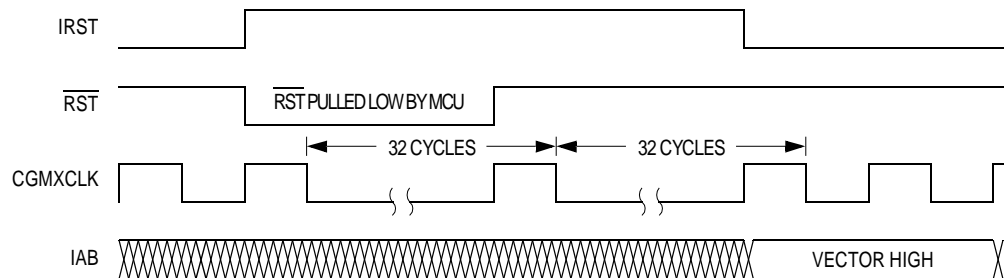 IRST
RST
RST PULLED LOW BY MCU
32 CYCLES
32 CYCLES
CGMXCLK
IAB
VECTOR HIGH